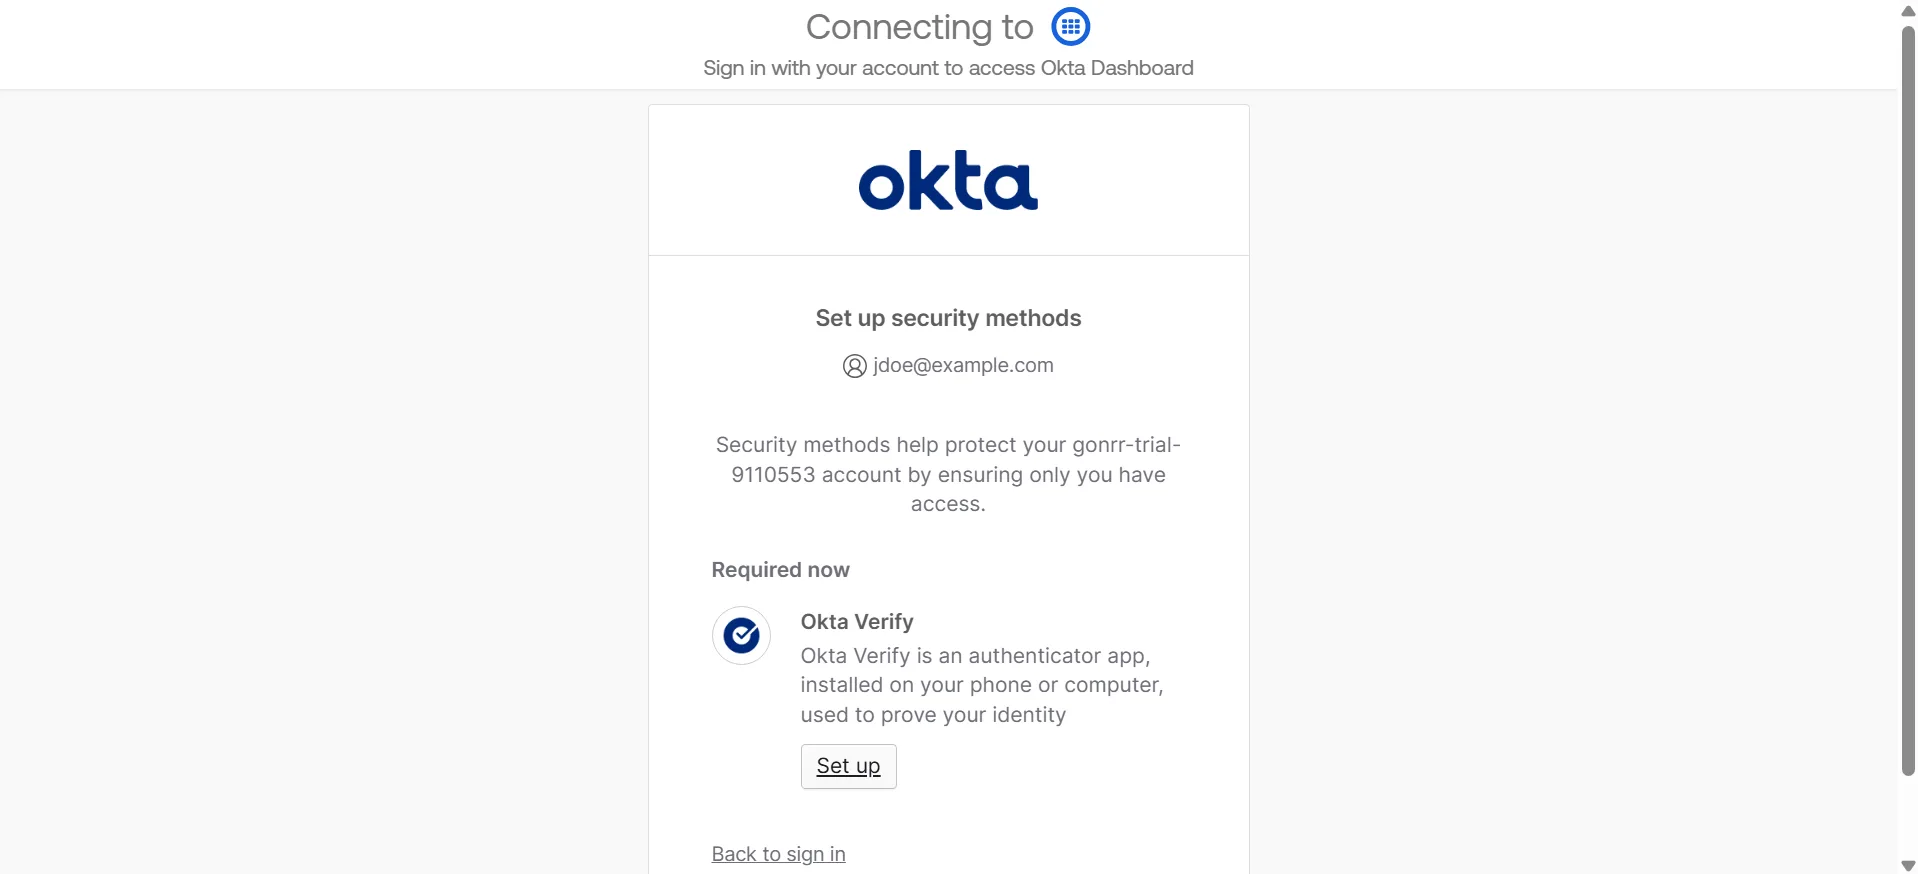 Connecting to
Sign in with your account to access Okta Dashboard
okta
Set up security methods
jdoe@example.com
Security methods help protect your gonrr-trial-
9110553 account by ensuring only you have
access.
Required now
Okta Verify
Okta Verify is an authenticator app,
installed on your phone or computer,
used to prove your identity
Set up
Back to sign in